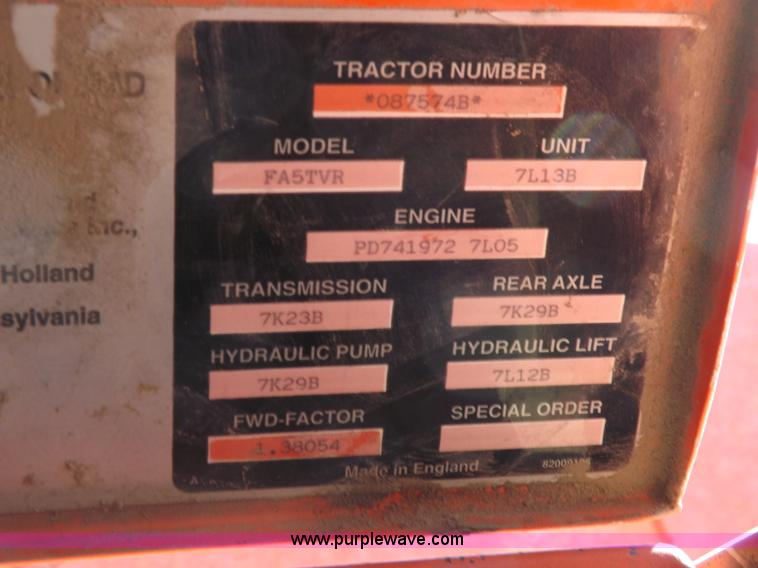 TRACTOR NUMBER
*087574B*
MODEL UNIT
FA5TVR 7L13B
ENGINE
PD741972 7L05
TRANSMISSION REAR AXLE
7K23B 7K29B
HYDRAULIC PUMP HYDRAULIC LIFT
7K29B 7L12B
FWD-FACTOR SPECIAL ORDER
1.38054
Made in England
Inc.,
Holland
sylvania
www.purplewave.com